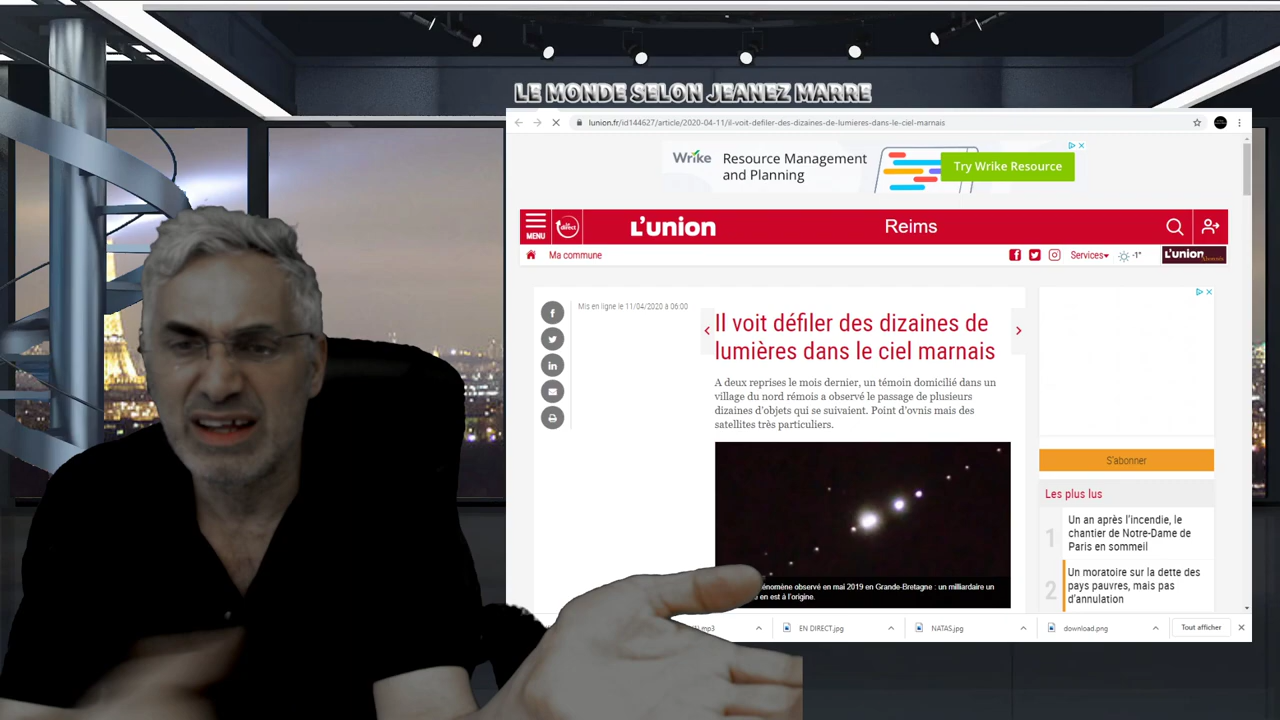 LE MONDE SELON JEANEZ MARRE
lunion.fr/id144627/article/2020-04-11/il-voit-defiler-des-dizaines-de-lumieres-dans-le-ciel-marnais
Wrike
Resource Management
and Planning
Try Wrike Resource
MENU
le direct
L'union
Reims
Ma commune
Services
-1°
L'union Abonnés
Mis en ligne le 11/04/2020 à 06:00
Il voit défiler des dizaines de
lumières dans le ciel marnais
A deux reprises le mois dernier, un témoin domicilié dans un
village du nord rémois a observé le passage de plusieurs
dizaines d'objets qui se suivaient. Point d'ovnis mais des
satellites très particuliers.
énomène observé en mai 2019 en Grande-Bretagne : un milliardaire un
en est à l'origine.
S'abonner
Les plus lus
1
Un an après l'incendie, le
chantier de Notre-Dame de
Paris en sommeil
2
Un moratoire sur la dette des
pays pauvres, mais pas
d'annulation
.mp3
EN DIRECT.jpg
NATAS.jpg
download.png
Tout afficher